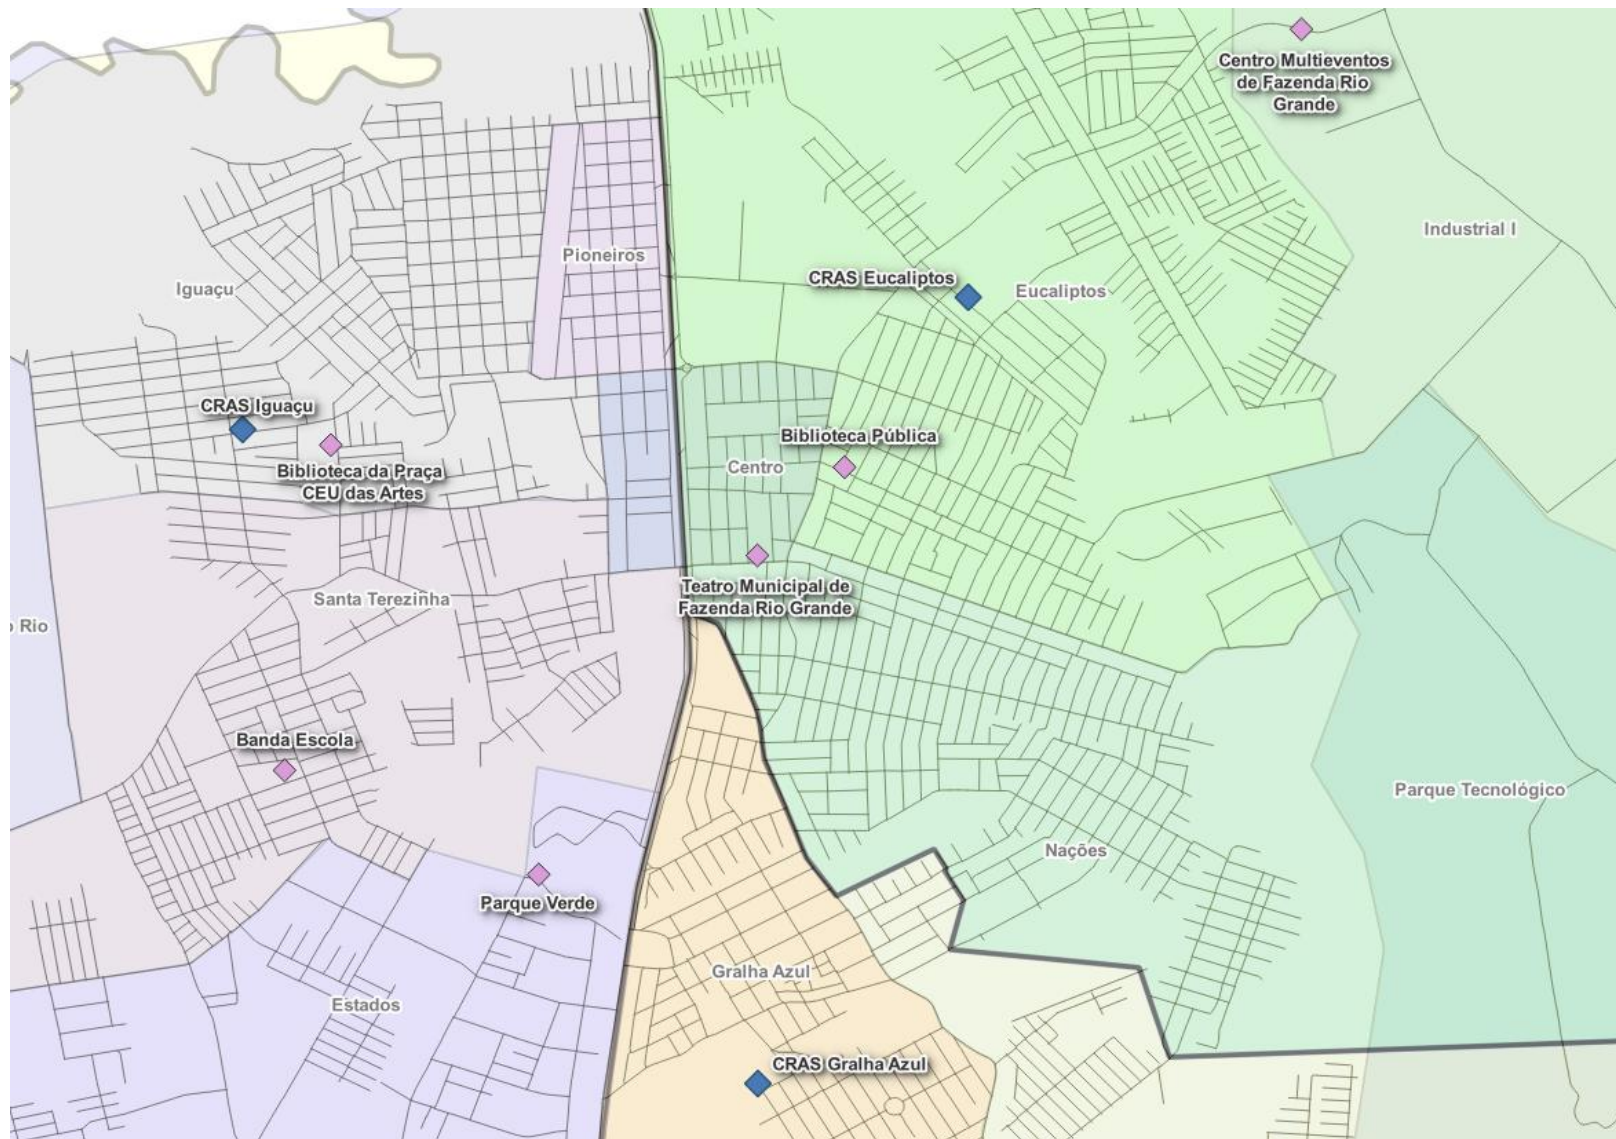 Centro Multieventos
de Fazenda Rio
Grande
Industrial I
Pioneiros
CRAS Eucaliptos
Iguaçu
Eucaliptos
CRAS Iguaçu
Biblioteca Pública
Biblioteca da Praça
CEU das Artes
Centro
Teatro Municipal de
Fazenda Rio Grande
Santa Terezinha
Rio
Banda Escola
Parque Tecnológico
Nações
Parque Verde
Gralha Azul
Estados
CRAS Gralha Azul